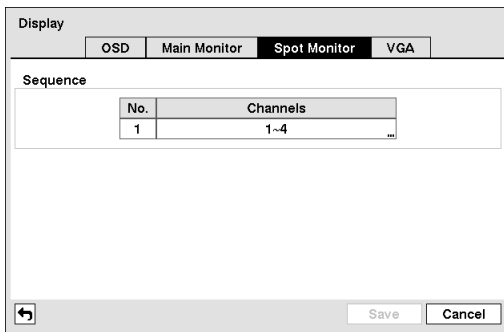 Display
OSD Main Monitor Spot Monitor VGA
Sequence
No. Channels
1 1~4 ...
Save Cancel